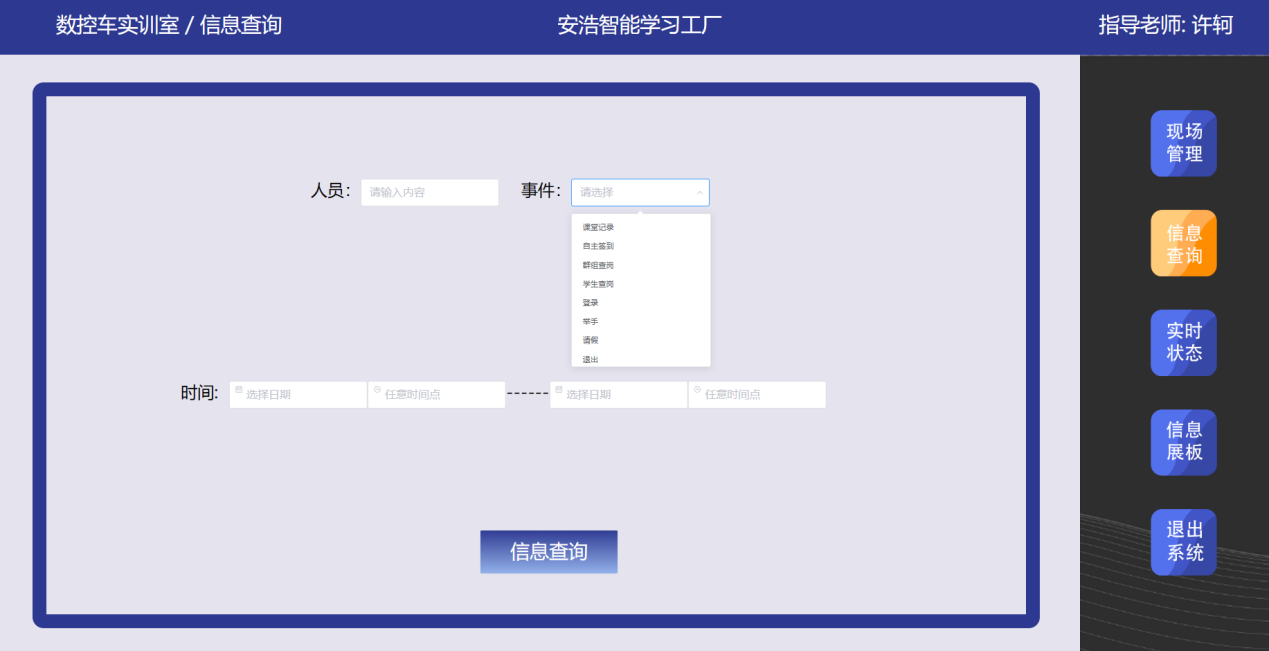 数控车实训室 / 信息查询
安浩智能学习工厂
指导老师: 许轲
人员: 请输入内容
事件: 请选择
课堂记录
自主签到
群组查岗
学生查岗
登录
举手
请假
退出
时间: 选择日期 任意时间点 ------ 选择日期 任意时间点
信息查询
现场
管理
信息
查询
实时
状态
信息
展板
退出
系统